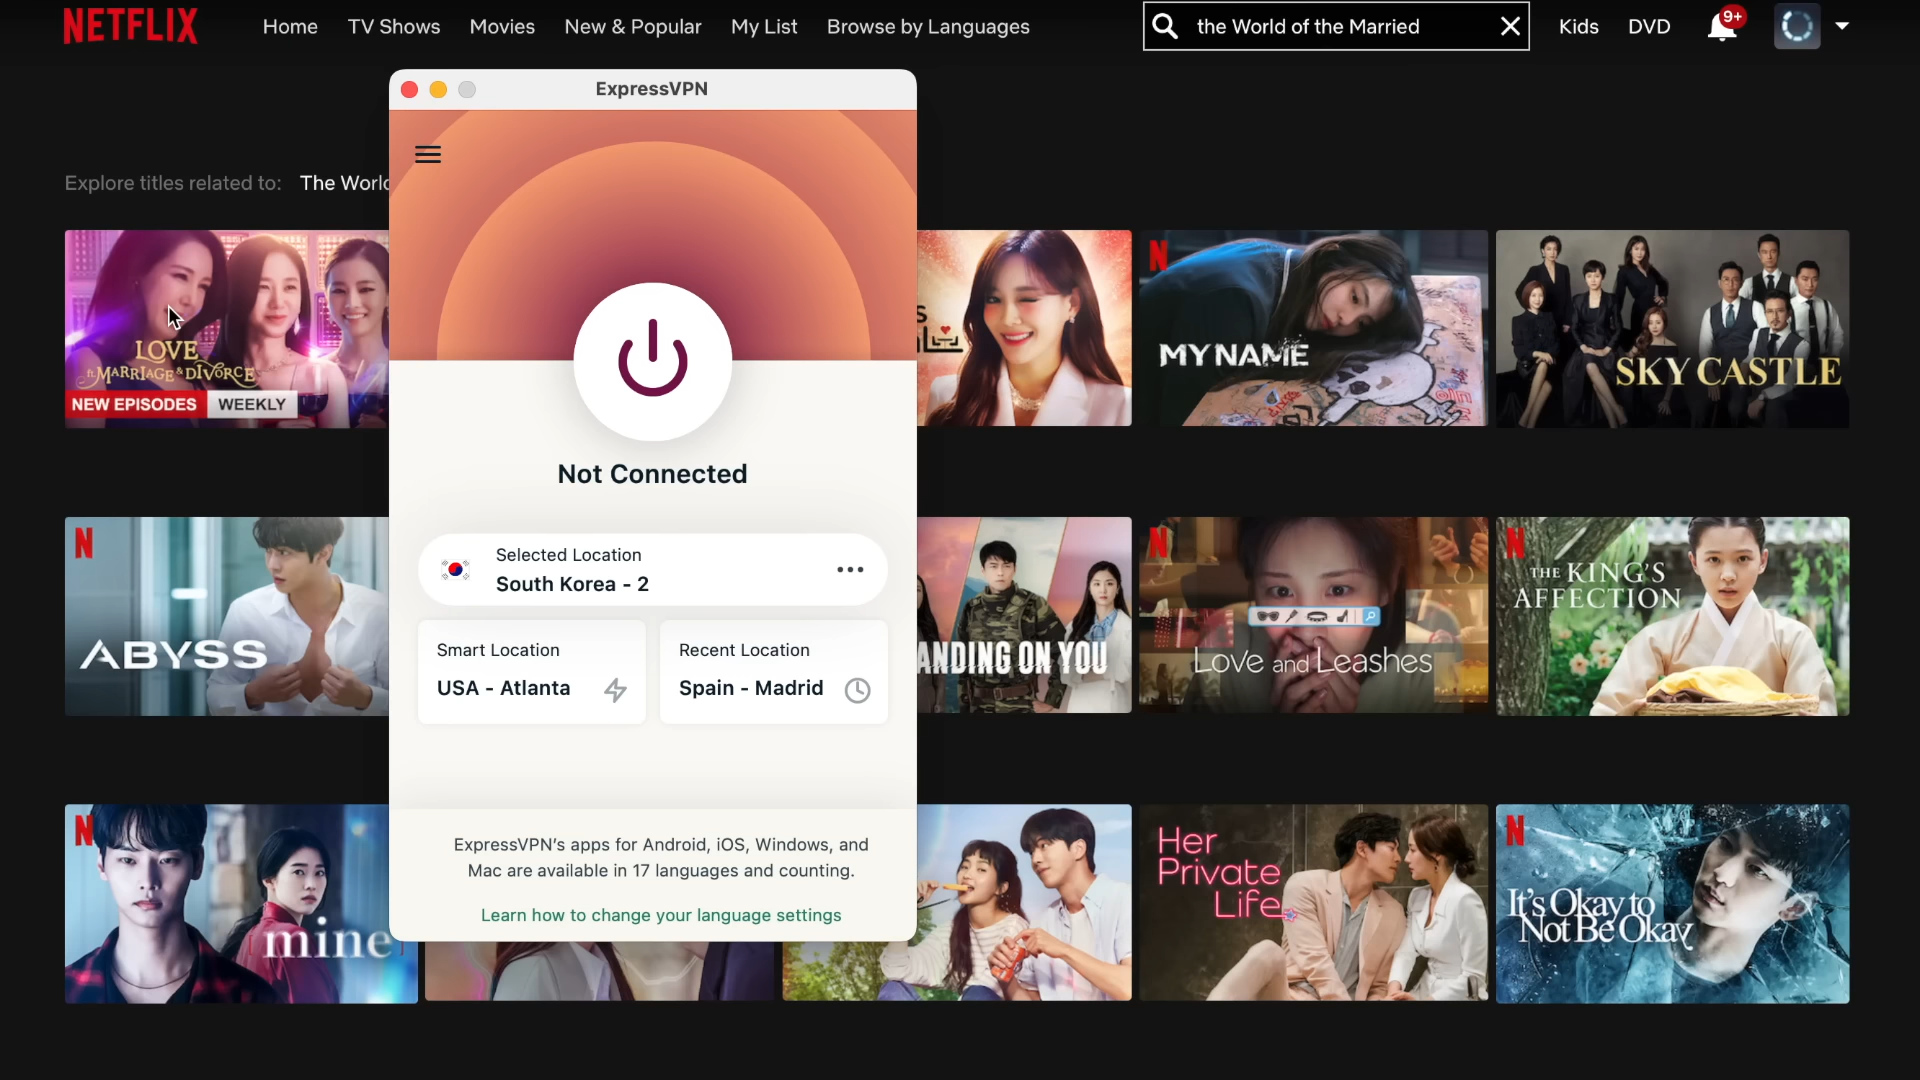 NETFLIX
Home TV Shows Movies New & Popular My List Browse by Languages
the World of the Married
Kids DVD
9+
ExpressVPN
Explore titles related to: The World
LOVE
ft. MARRIAGE & DIVORCE
NEW EPISODES WEEKLY
N
MY NAME
SKY CASTLE
Not Connected
Selected Location
South Korea - 2
Smart Location
USA - Atlanta
Recent Location
Spain - Madrid
N
ABYSS
ANDING ON YOU
N
LOVE AND LEASHES
N
THE KING'S
AFFECTION
ExpressVPN's apps for Android, iOS, Windows, and
Mac are available in 17 languages and counting.
Learn how to change your language settings
N
mine
Her
Private
Life
N
It's Okay to
Not Be Okay